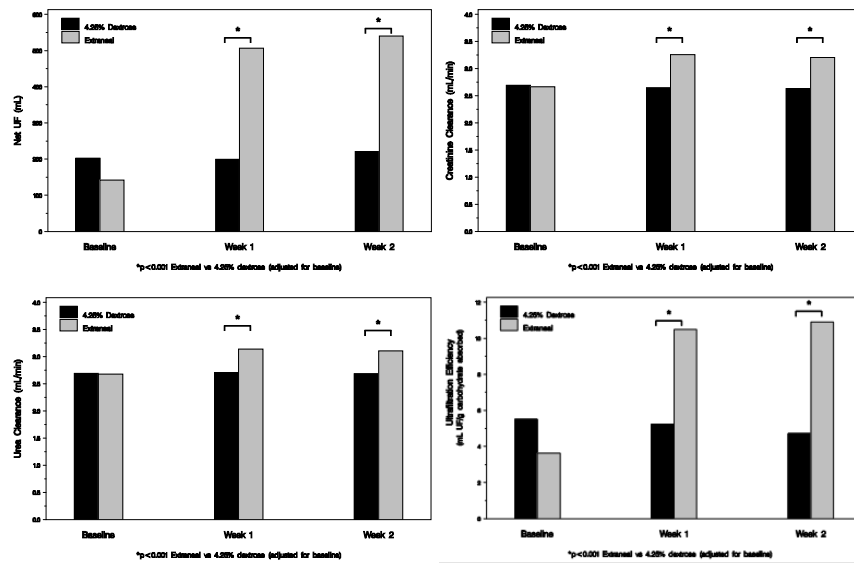 4.25% Dextrose
Extraneal
Net UF (mL)
600
500
400
300
200
100
0
*
*
Baseline
Week 1
Week 2
*p<0.001 Extraneal vs 4.25% dextrose (adjusted for baseline)
4.25% Dextrose
Extraneal
Creatinine Clearance (mL/min)
4.0
3.5
3.0
2.5
2.0
1.5
1.0
0.5
0.0
*
*
Baseline
Week 1
Week 2
*p<0.001 Extraneal vs 4.25% dextrose (adjusted for baseline)
4.25% Dextrose
Extraneal
Urea Clearance (mL/min)
4.0
3.5
3.0
2.5
2.0
1.5
1.0
0.5
0.0
*
*
Baseline
Week 1
Week 2
*p<0.001 Extraneal vs 4.25% dextrose (adjusted for baseline)
4.25% Dextrose
Extraneal
Ultrafiltration Efficiency
(mL UF/g carbohydrate absorbed)
12
10
8
6
4
2
0
*
*
Baseline
Week 1
Week 2
*p<0.001 Extraneal vs 4.25% dextrose (adjusted for baseline)